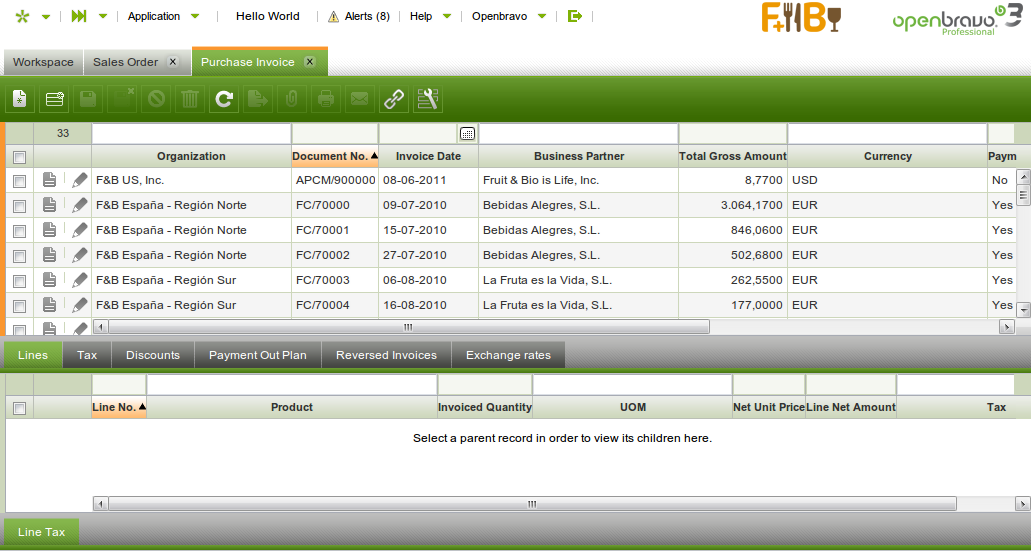 Application Hello World Alerts (8) Help Openbravo F+B openbravo 3
Professional
Workspace Sales Order x Purchase Invoice x
33
Organization Document No. Invoice Date Business Partner Total Gross Amount Currency Paym
F&B US, Inc. APCM/900000 08-06-2011 Fruit & Bio is Life, Inc. 8,7700 USD No
F&B España - Región Norte FC/70000 09-07-2010 Bebidas Alegres, S.L. 3.064,1700 EUR Yes
F&B España - Región Norte FC/70001 15-07-2010 Bebidas Alegres, S.L. 846,0600 EUR Yes
F&B España - Región Norte FC/70002 27-07-2010 Bebidas Alegres, S.L. 502,6800 EUR Yes
F&B España - Región Sur FC/70003 06-08-2010 La Fruta es la Vida, S.L. 262,5500 EUR Yes
F&B España - Región Sur FC/70004 16-08-2010 La Fruta es la Vida, S.L. 177,0000 EUR Yes
Lines Tax Discounts Payment Out Plan Reversed Invoices Exchange rates
Line No. Product Invoiced Quantity UOM Net Unit Price Line Net Amount Tax
Select a parent record in order to view its children here.
Line Tax